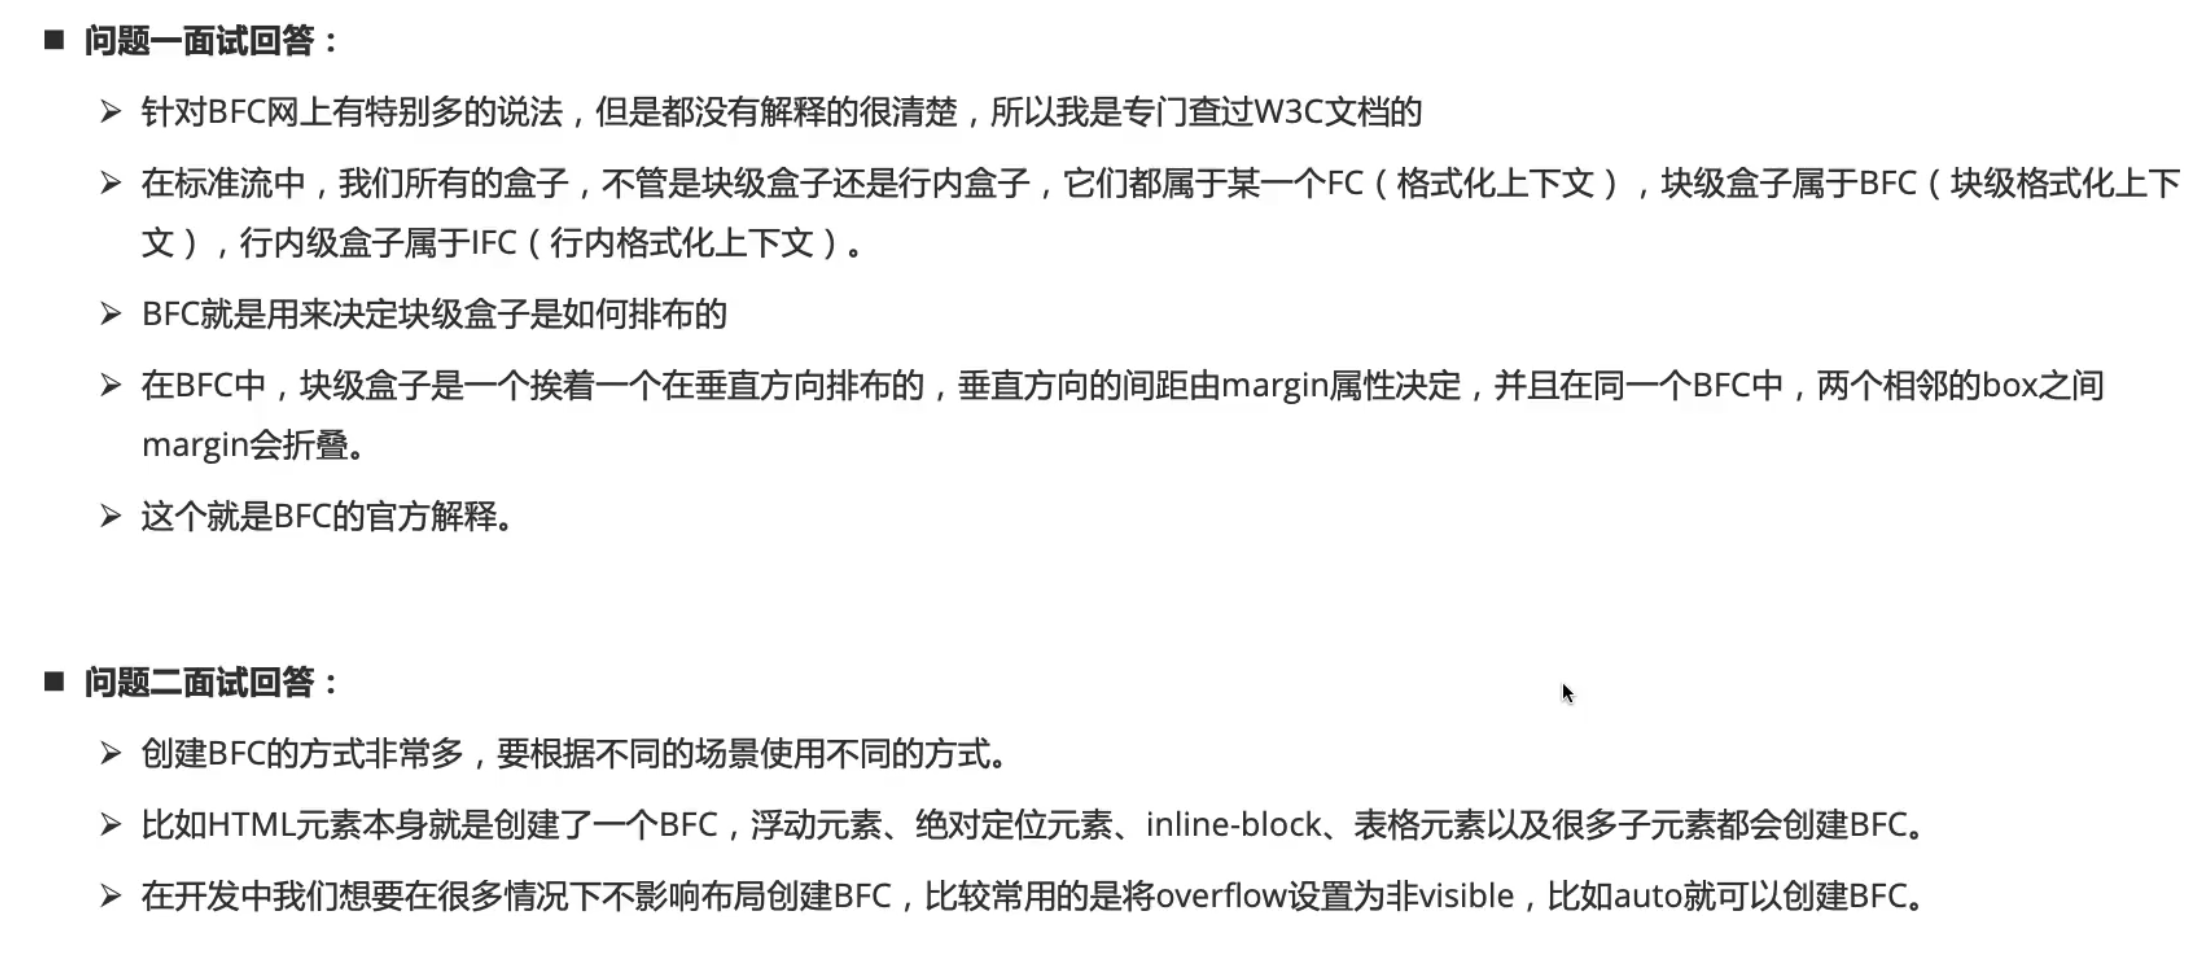 ■ 问题一面试回答：
➢ 针对BFC网上有特别多的说法，但是都没有解释的很清楚，所以我是专门查过W3C文档的
➢ 在标准流中，我们所有的盒子，不管是块级盒子还是行内盒子，它们都属于某一个FC（格式化上下文），块级盒子属于BFC（块级格式化上下
文），行内级盒子属于IFC（行内格式化上下文）。
➢ BFC就是用来决定块级盒子是如何排布的
➢ 在BFC中，块级盒子是一个挨着一个在垂直方向排布的，垂直方向的间距由margin属性决定，并且在同一个BFC中，两个相邻的box之间
margin会折叠。
➢ 这个就是BFC的官方解释。
■ 问题二面试回答：
➢ 创建BFC的方式非常多，要根据不同的场景使用不同的方式。
➢ 比如HTML元素本身就是创建了一个BFC，浮动元素、绝对定位元素、inline-block、表格元素以及很多子元素都会创建BFC。
➢ 在开发中我们想要在很多情况下不影响布局创建BFC，比较常用的是将overflow设置为非visible，比如auto就可以创建BFC。